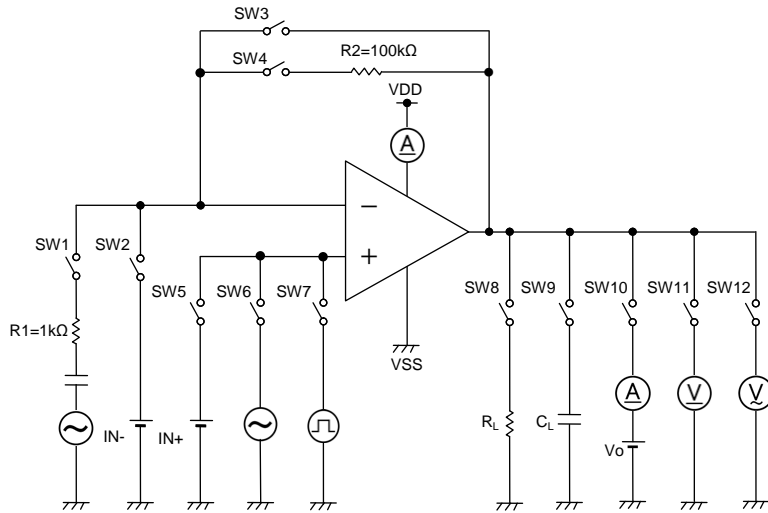 SW3
SW4
R2=100kΩ
VDD
A
SW1
SW2
SW5
SW6
SW7
SW8
SW9
SW10
SW11
SW12
VSS
R1=1kΩ
A
V
V
IN-
IN+
RL
CL
Vo